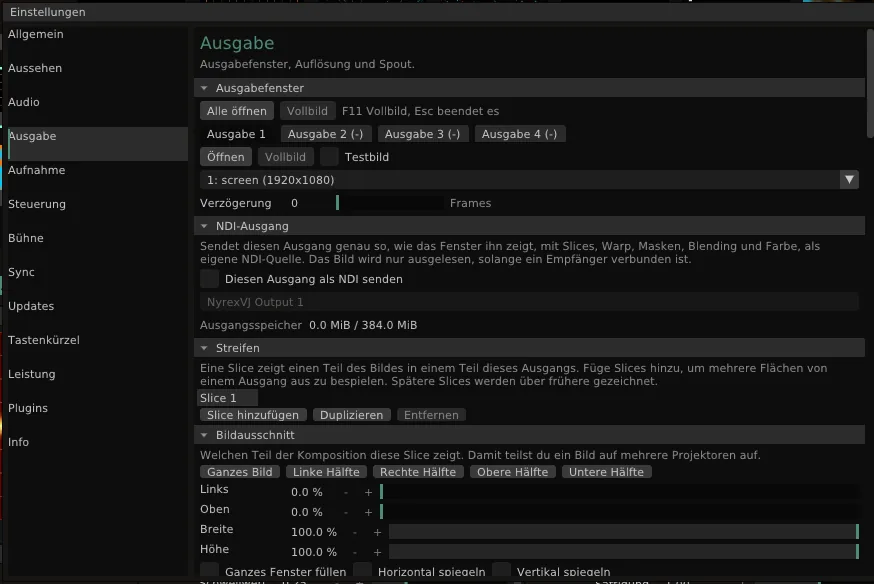 Einstellungen
Allgemein
Aussehen
Audio
Ausgabe
Aufnahme
Steuerung
Bühne
Sync
Updates
Tastenkürzel
Leistung
Plugins
Info
Ausgabe
Ausgabefenster, Auflösung und Spout.
Ausgabefenster
Alle öffnen Vollbild F11 Vollbild, Esc beendet es
Ausgabe 1 Ausgabe 2 (-) Ausgabe 3 (-) Ausgabe 4 (-)
Öffnen Vollbild Testbild
1: screen (1920x1080)
Verzögerung 0 Frames
NDI-Ausgang
Sendet diesen Ausgang genau so, wie das Fenster ihn zeigt, mit Slices, Warp, Masken, Blending und Farbe, als
eigene NDI-Quelle. Das Bild wird nur ausgelesen, solange ein Empfänger verbunden ist.
Diesen Ausgang als NDI senden
NyrexVJ Output 1
Ausgangsspeicher 0.0 MiB / 384.0 MiB
Streifen
Eine Slice zeigt einen Teil des Bildes in einem Teil dieses Ausgangs. Füge Slices hinzu, um mehrere Flächen von
einem Ausgang aus zu bespielen. Spätere Slices werden über frühere gezeichnet.
Slice 1
Slice hinzufügen Duplizieren Entfernen
Bildausschnitt
Welchen Teil der Komposition diese Slice zeigt. Damit teilst du ein Bild auf mehrere Projektoren auf.
Ganzes Bild Linke Hälfte Rechte Hälfte Obere Hälfte Untere Hälfte
Links 0.0 % - +
Oben 0.0 % - +
Breite 100.0 % - +
Höhe 100.0 % - +
Ganzes Fenster füllen Horizontal spiegeln Vertikal spiegeln